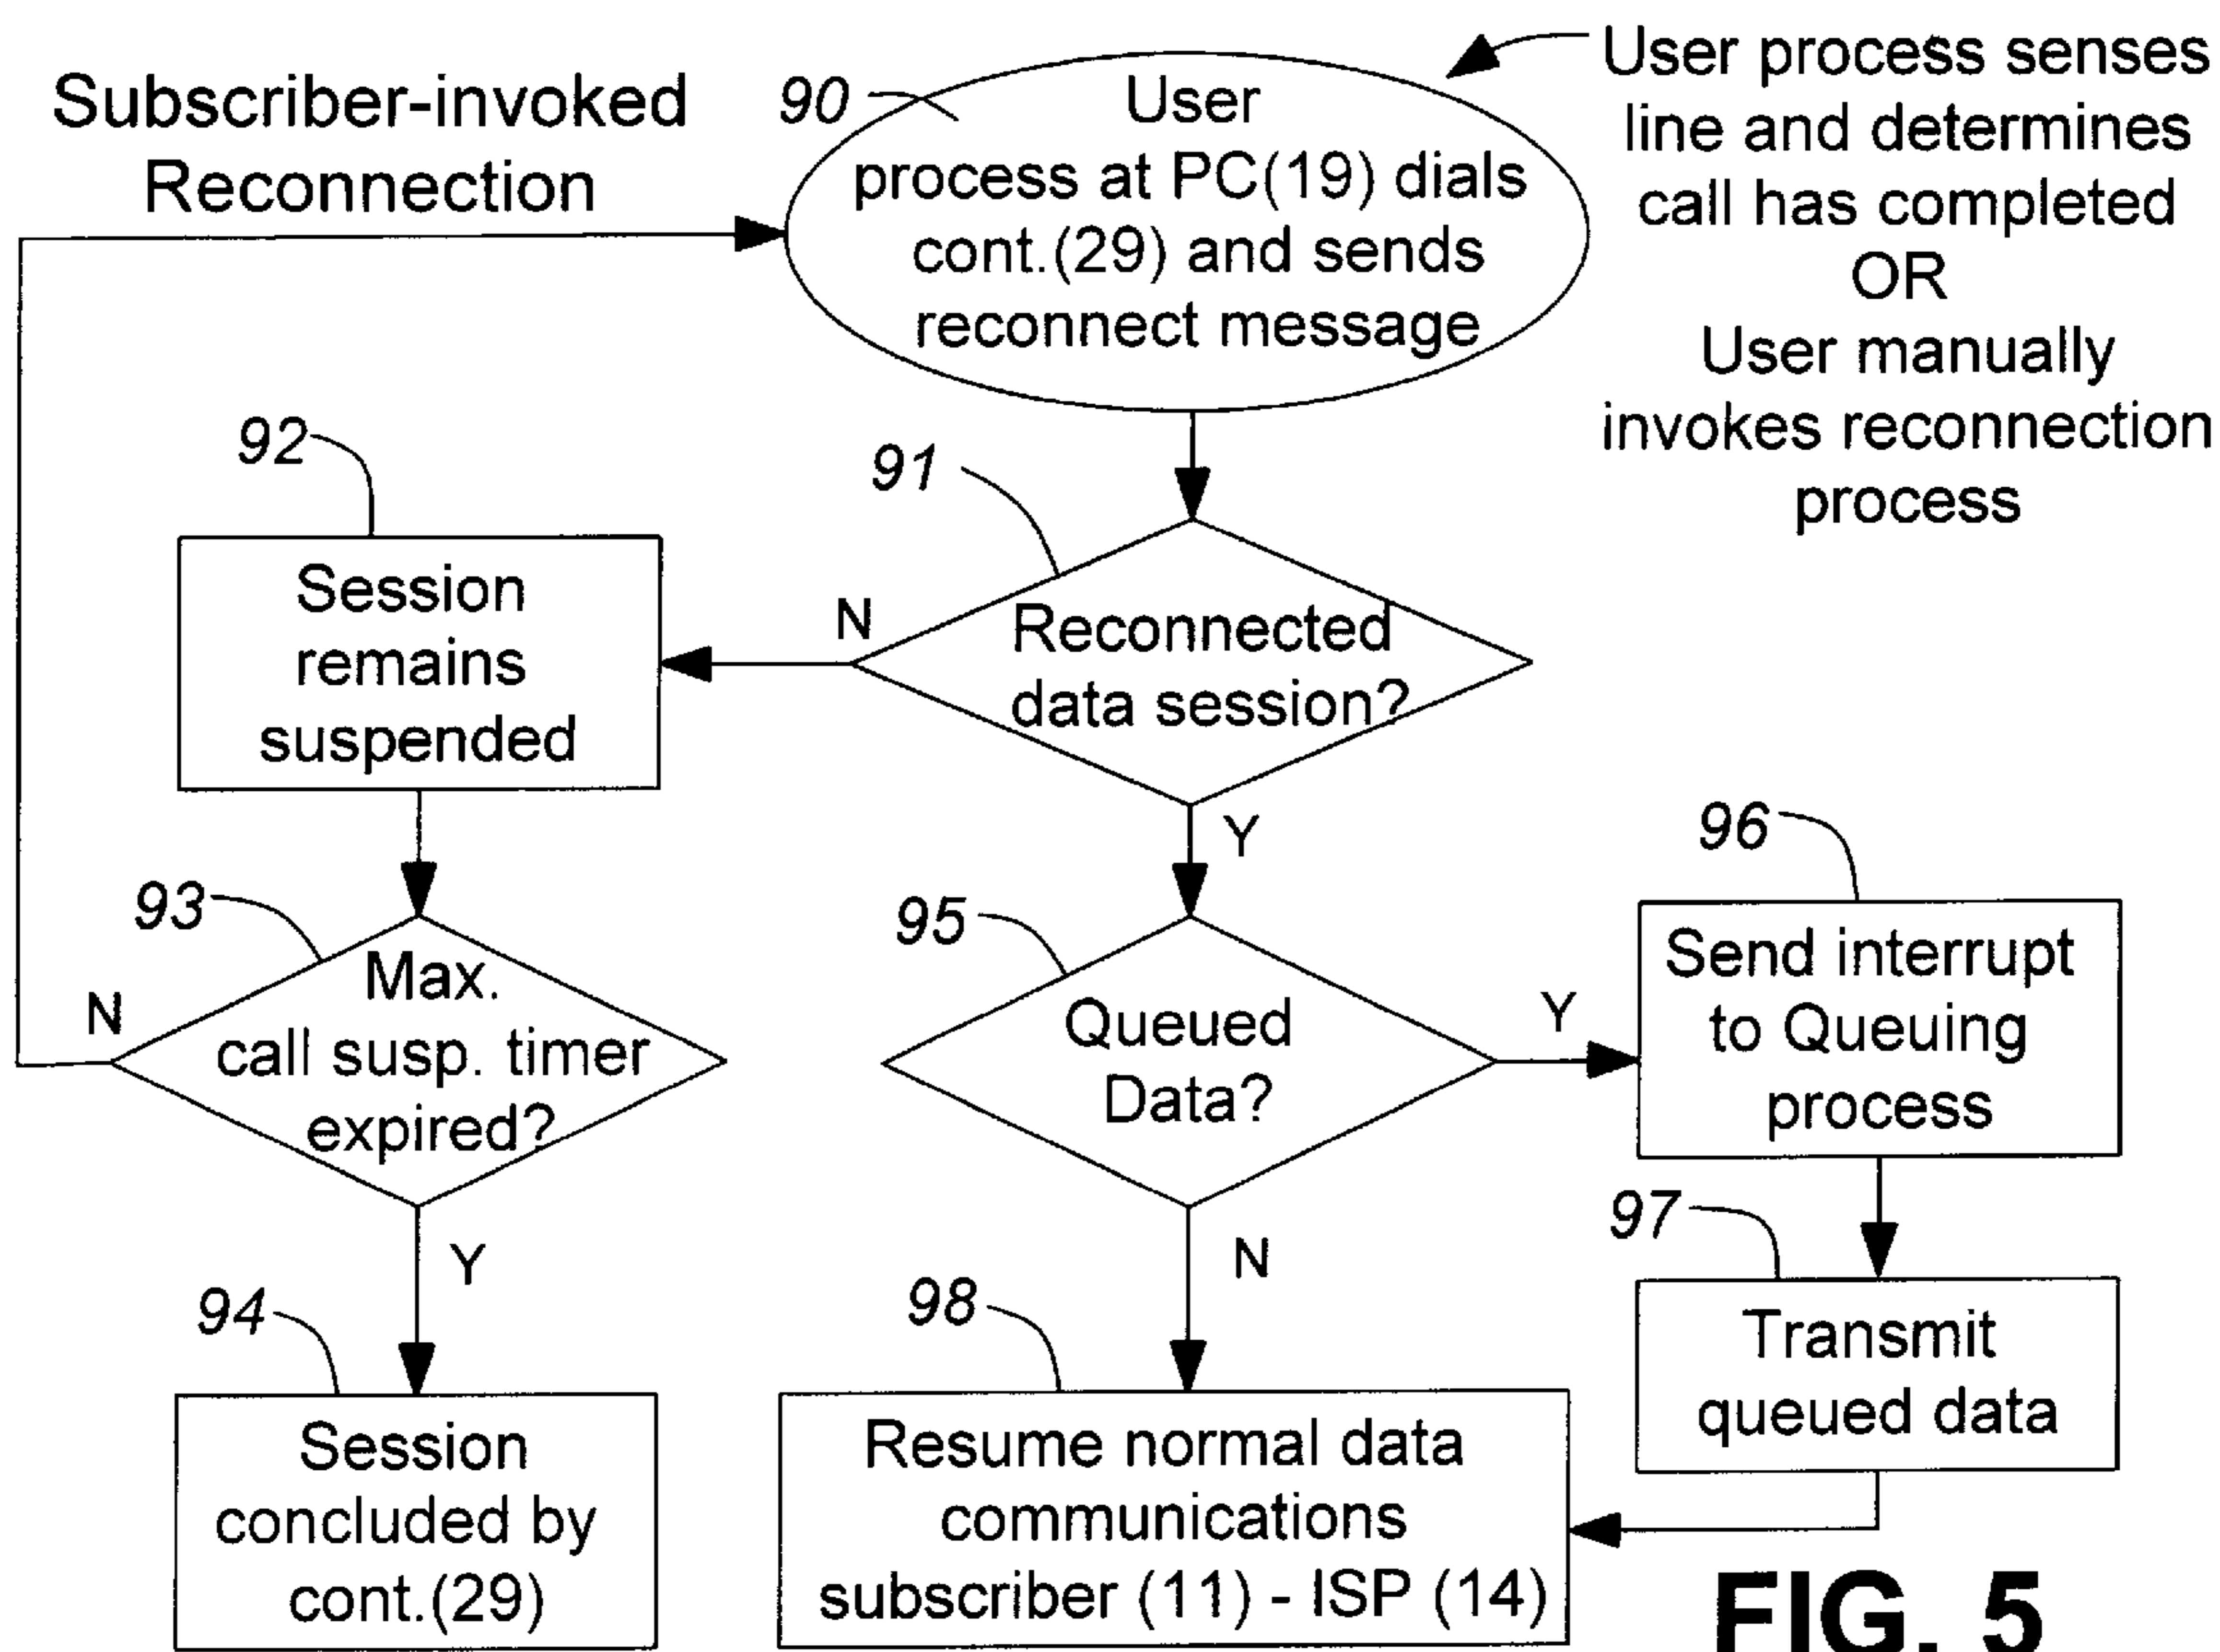 Subscriber-invoked
Reconnection
90
User
process at PC(19) dials
cont.(29) and sends
reconnect message
User process senses
line and determines
call has completed
OR
User manually
invokes reconnection
process
92
Session
remains
suspended
91
N
Reconnected
data session?
Y
93
N
Max.
call susp. timer
expired?
Y
95
Queued
Data?
Y
N
96
Send interrupt
to Queuing
process
97
Transmit
queued data
94
Session
concluded by
cont.(29)
98
Resume normal data
communications
subscriber (11) - ISP (14)
FIG. 5